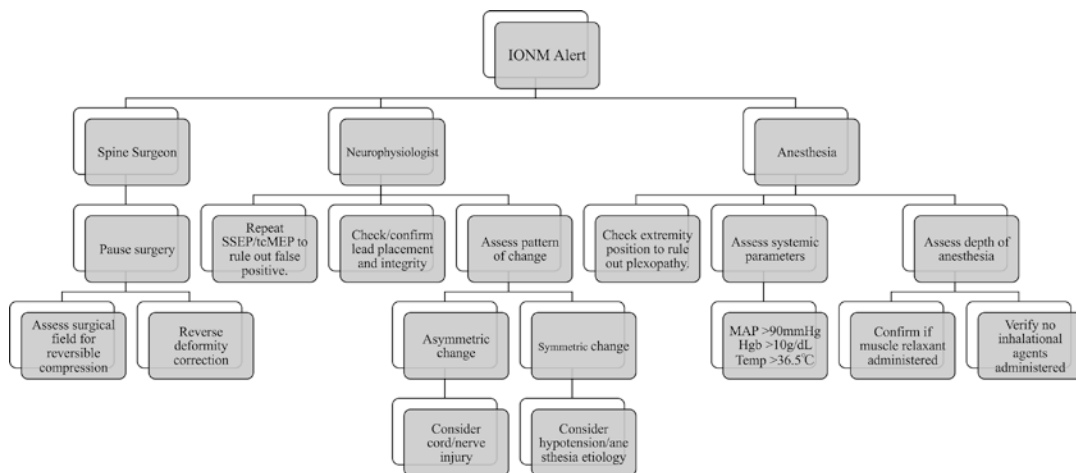 IONM Alert
Spine Surgeon
Neurophysiologist
Anesthesia
Pause surgery
Repeat
SSEP/tcMEP to
rule out false
positive.
Check/confirm
lead placement
and integrity
Assess pattern
of change
Check extremity
position to rule
out plexopathy.
Assess systemic
parameters
Assess depth of
anesthesia
Assess surgical
field for
reversible
compression
Reverse
deformity
correction
Asymmetric
change
Symmetric change
MAP >90mmHg
Hgb >10g/dL
Temp >36.5℃
Confirm if
muscle relaxant
administered
Verify no
inhalational
agents
administered
Consider
cord/nerve
injury
Consider
hypotension/ane
sthesia etiology